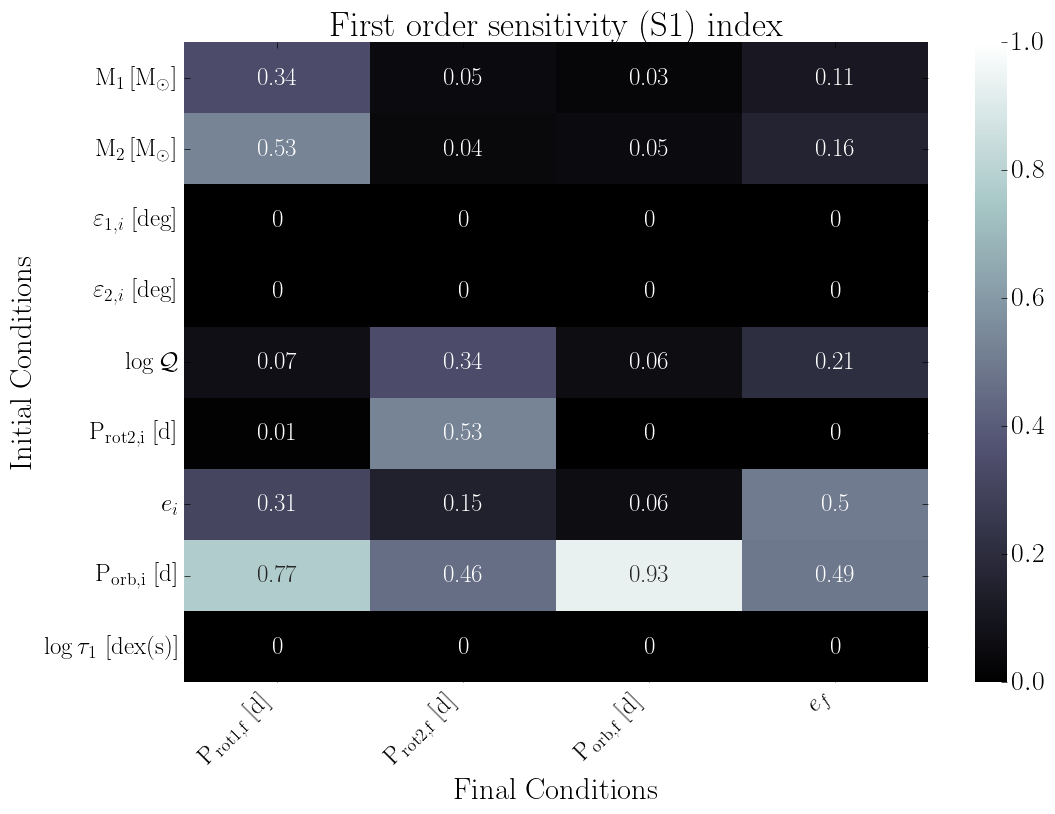 First order sensitivity (S1) index
Initial Conditions
M₁ [M☉] 0.34 0.05 0.03 0.11
M₂ [M☉] 0.53 0.04 0.05 0.16
ε₁,ᵢ [deg] 0 0 0 0
ε₂,ᵢ [deg] 0 0 0 0
log 𝒬 0.07 0.34 0.06 0.21
P_rot2,i [d] 0.01 0.53 0 0
eᵢ 0.31 0.15 0.06 0.5
P_orb,i [d] 0.77 0.46 0.93 0.49
log τ₁ [dex(s)] 0 0 0 0
P_rot1,f [d] P_rot2,f [d] P_orb,f [d] e_f
Final Conditions
1.0
0.8
0.6
0.4
0.2
0.0